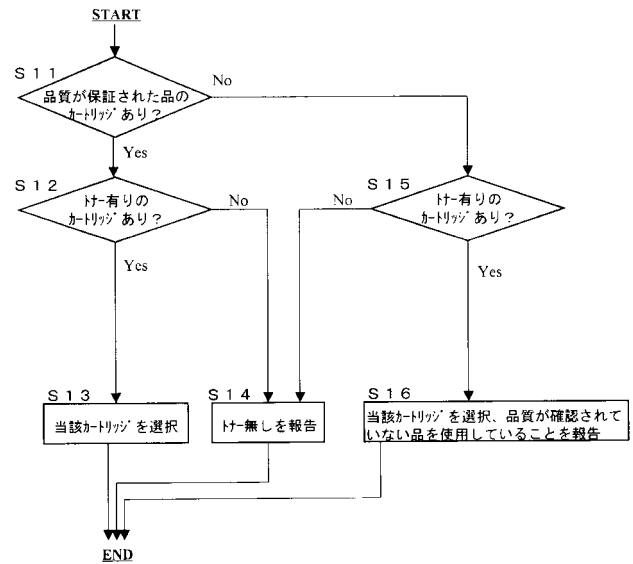 START
S11
No
品質が保証された品の
ｶｰﾄﾘｯｼﾞあり？
Yes
S12
ﾄﾅｰ有りの
ｶｰﾄﾘｯｼﾞあり？
No
S15
No
ﾄﾅｰ有りの
ｶｰﾄﾘｯｼﾞあり？
Yes
Yes
S13
当該ｶｰﾄﾘｯｼﾞを選択
S14
ﾄﾅｰ無しを報告
S16
当該ｶｰﾄﾘｯｼﾞを選択、品質が確認されて
いない品を使用していることを報告
END